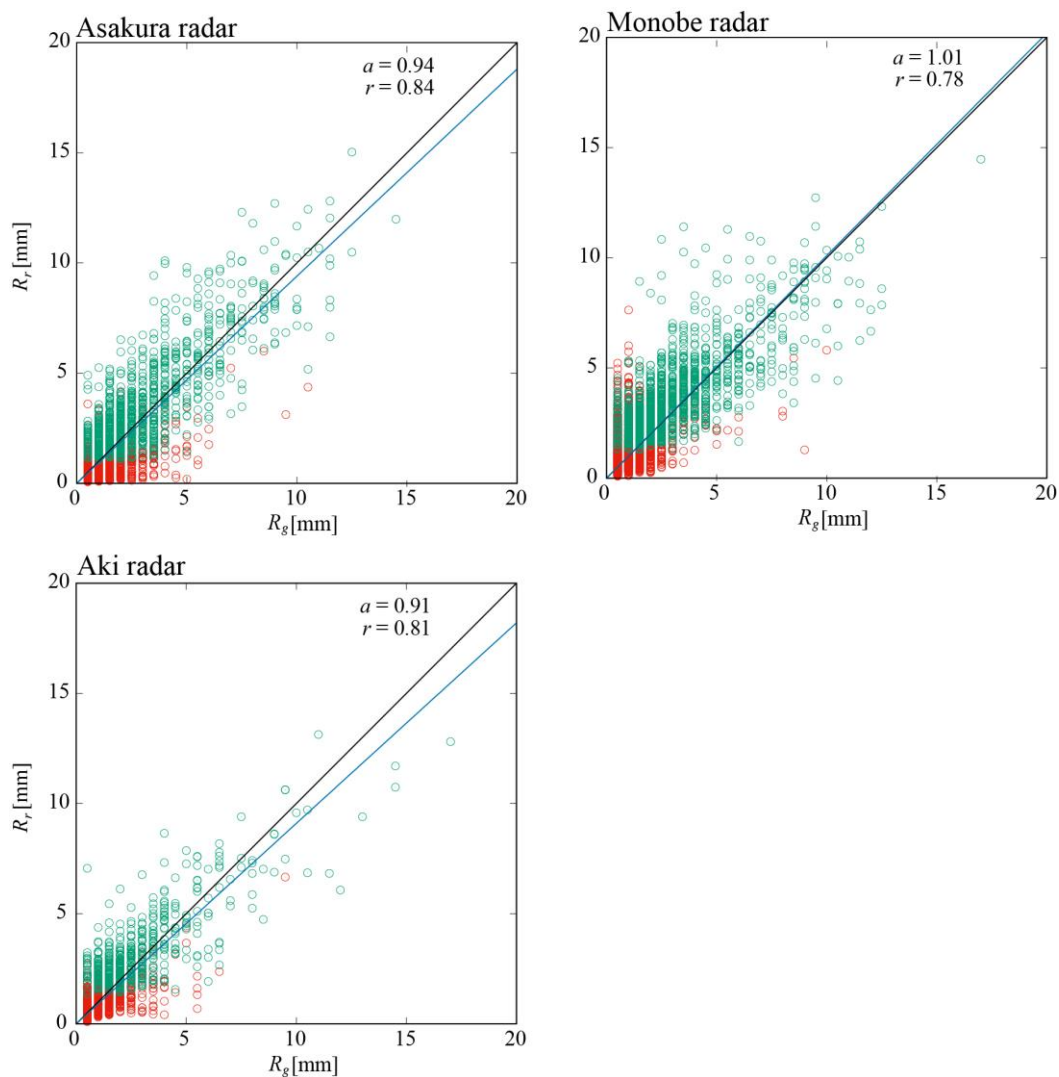 Asakura radar
20
15
10
5
0
a = 0.94
r = 0.84
0 5 10 15 20
R_r [mm]
R_g [mm]
Monobe radar
20
15
10
5
0
a = 1.01
r = 0.78
0 5 10 15 20
R_g [mm]
Aki radar
20
15
10
5
0
a = 0.91
r = 0.81
0 5 10 15 20
R_r [mm]
R_g [mm]